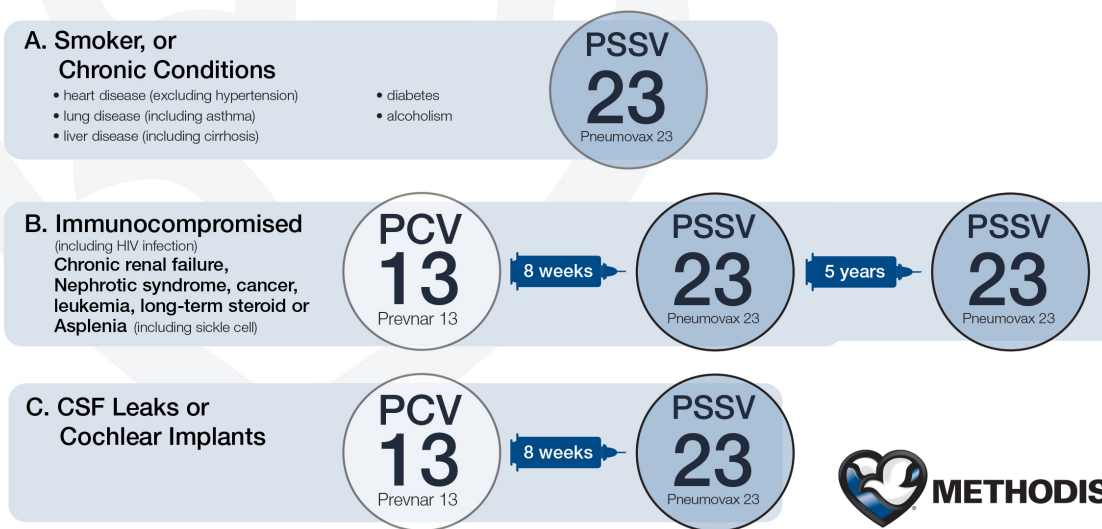 A. Smoker, or
Chronic Conditions
• heart disease (excluding hypertension)
• lung disease (including asthma)
• liver disease (including cirrhosis)
• diabetes
• alcoholism
PSSV
23
Pneumovax 23
B. Immunocompromised
(including HIV infection)
Chronic renal failure,
Nephrotic syndrome, cancer,
leukemia, long-term steroid or
Asplenia (including sickle cell)
PCV
13
Prevnar 13
8 weeks
PSSV
23
Pneumovax 23
5 years
PSSV
23
Pneumovax 23
C. CSF Leaks or
Cochlear Implants
PCV
13
Prevnar 13
8 weeks
PSSV
23
Pneumovax 23
METHODIS